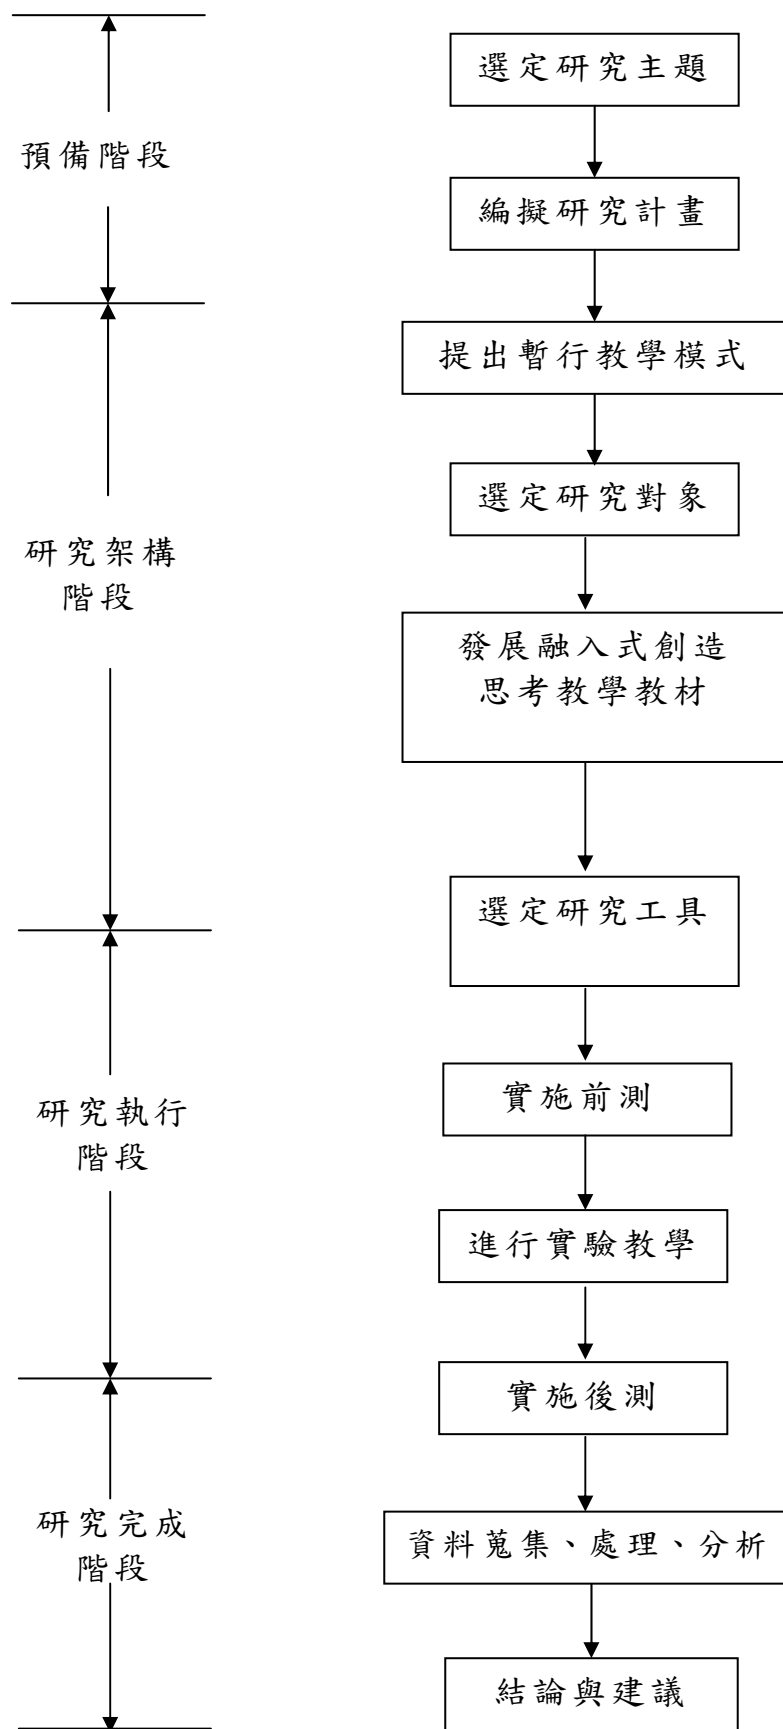 選定研究主題
預備階段
編擬研究計畫
提出暫行教學模式
選定研究對象
研究架構
階段
發展融入式創造
思考教學教材
選定研究工具
實施前測
研究執行
階段
進行實驗教學
實施後測
研究完成
階段
資料蒐集、處理、分析
結論與建議